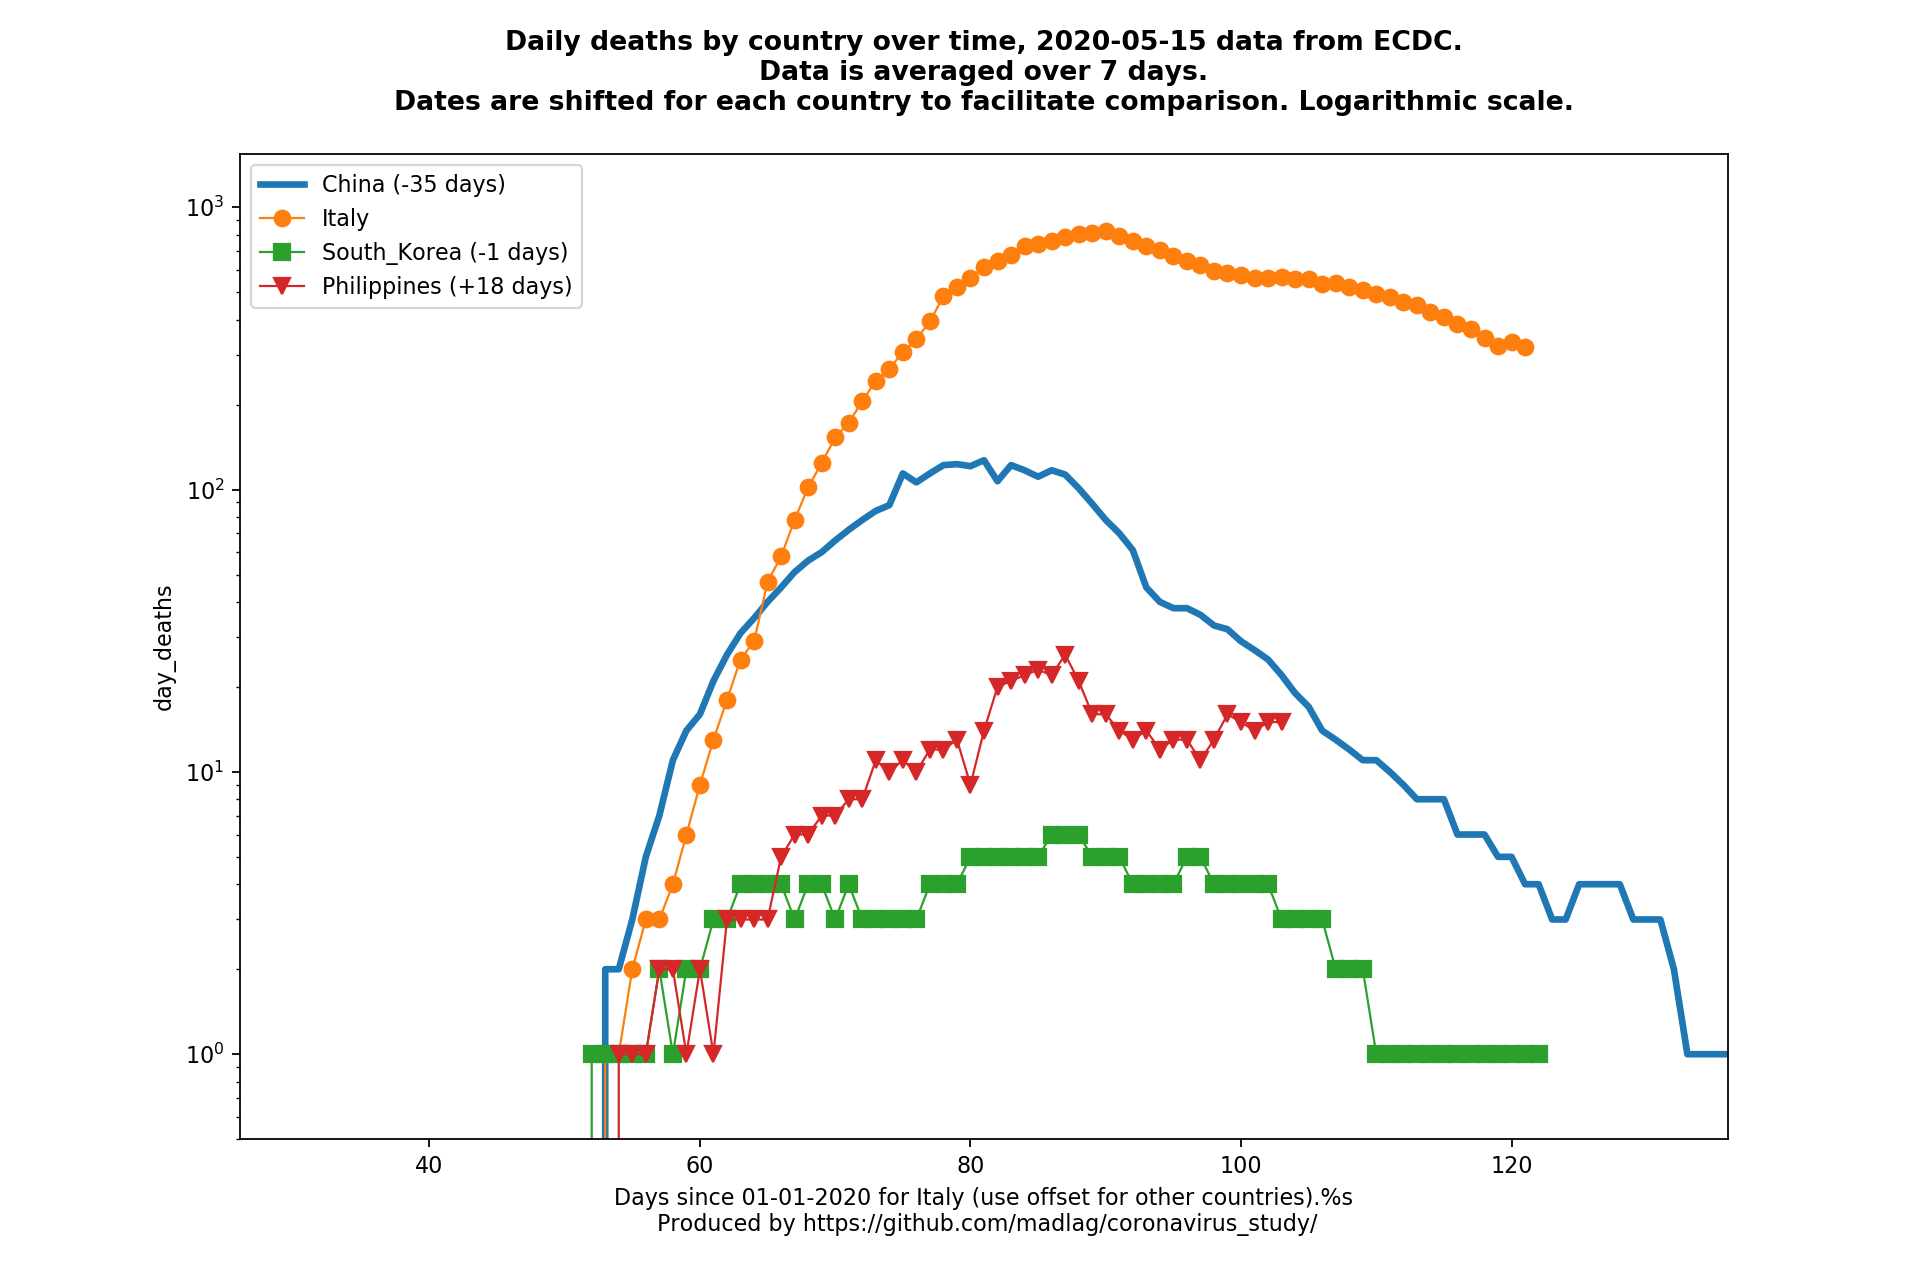 Daily deaths by country over time, 2020-05-15 data from ECDC.
Data is averaged over 7 days.
Dates are shifted for each country to facilitate comparison. Logarithmic scale.
China (-35 days)
Italy
South_Korea (-1 days)
Philippines (+18 days)
10³
10²
10¹
10⁰
day_deaths
40 60 80 100 120
Days since 01-01-2020 for Italy (use offset for other countries).%s
Produced by https://github.com/madlag/coronavirus_study/